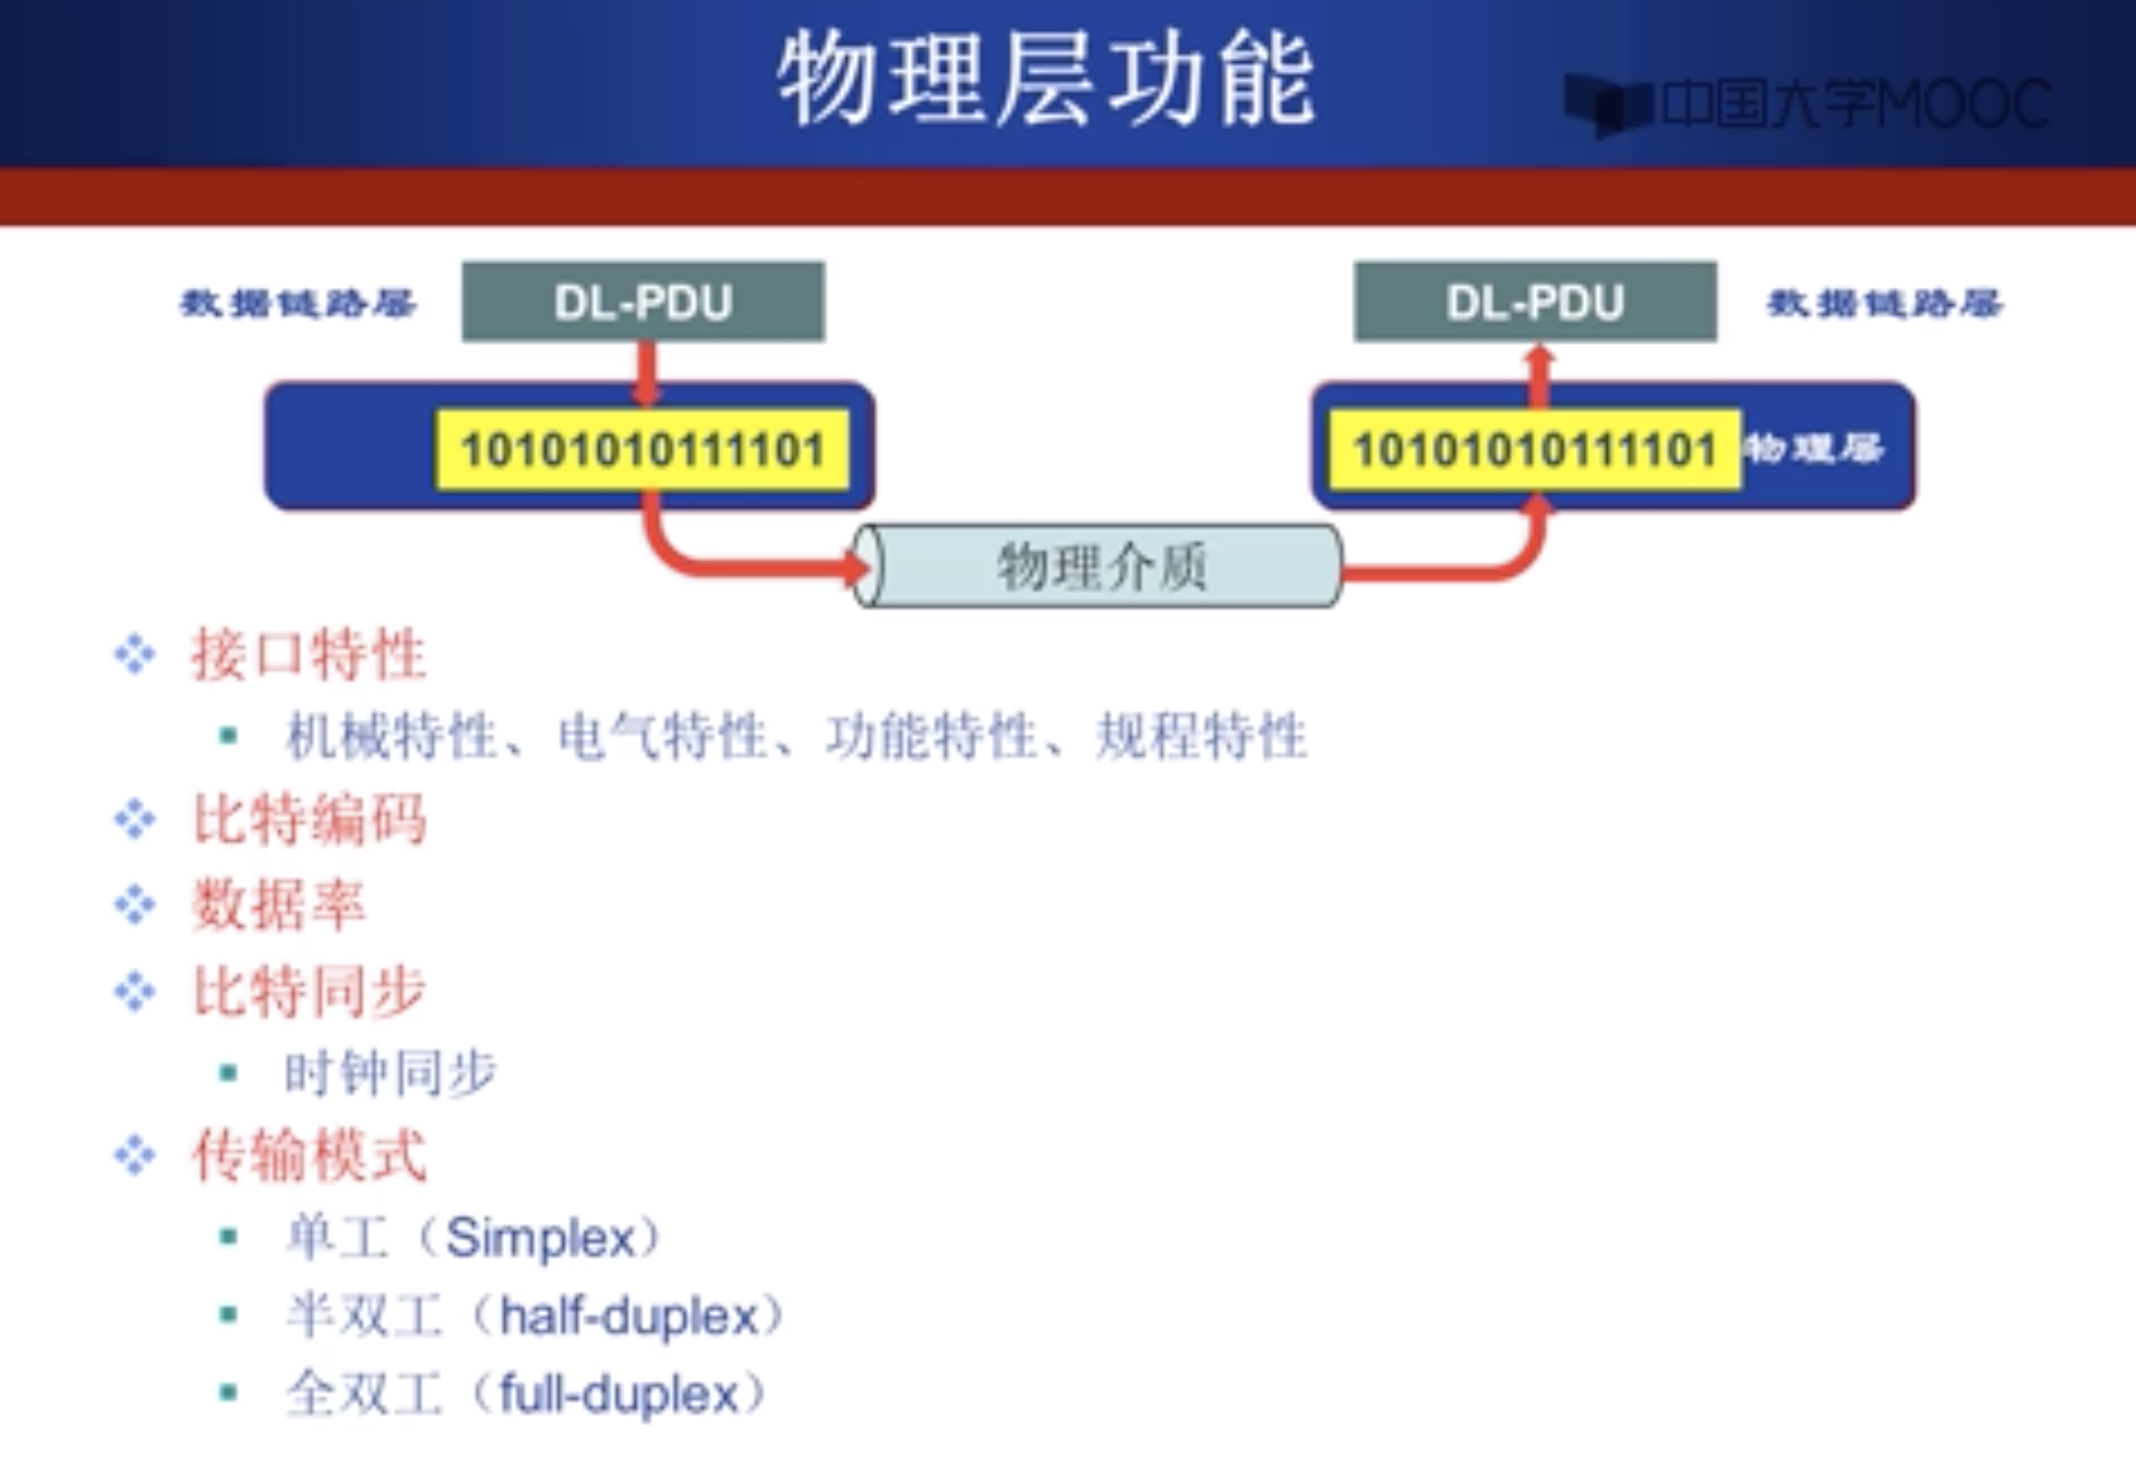 物理层功能
中国大学MOOC
数据链路层 DL-PDU DL-PDU 数据链路层
10101010111101 10101010111101 物理层
物理介质
接口特性
机械特性、电气特性、功能特性、规程特性
比特编码
数据率
比特同步
时钟同步
传输模式
单工（Simplex）
半双工（half-duplex）
全双工（full-duplex）